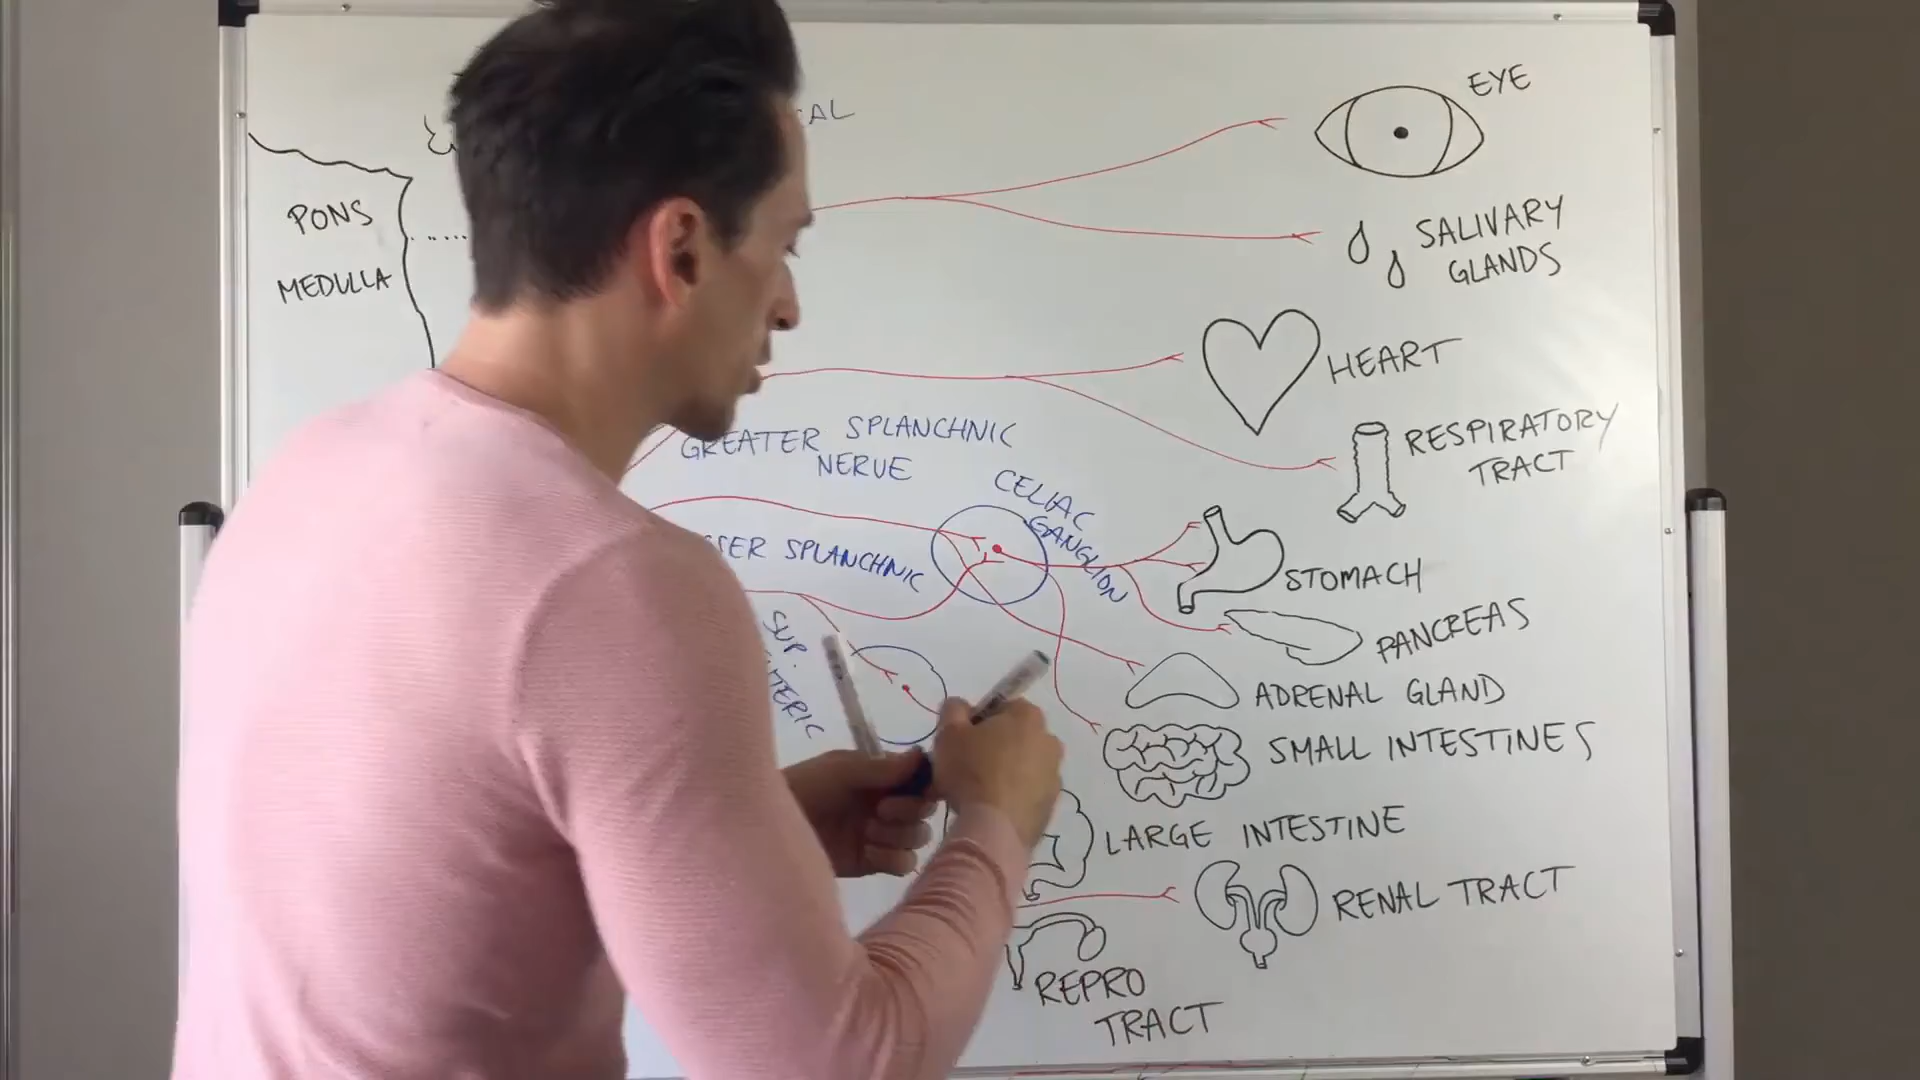 EYE
PONS
MEDULLA
SALIVARY
GLANDS
HEART
GREATER SPLANCHNIC
NERVE
RESPIRATORY
TRACT
CELIAC
GANGLION
SPLANCHNIC
STOMACH
SUP.
PANCREAS
ADRENAL GLAND
SMALL INTESTINES
LARGE INTESTINE
RENAL TRACT
REPRO
TRACT